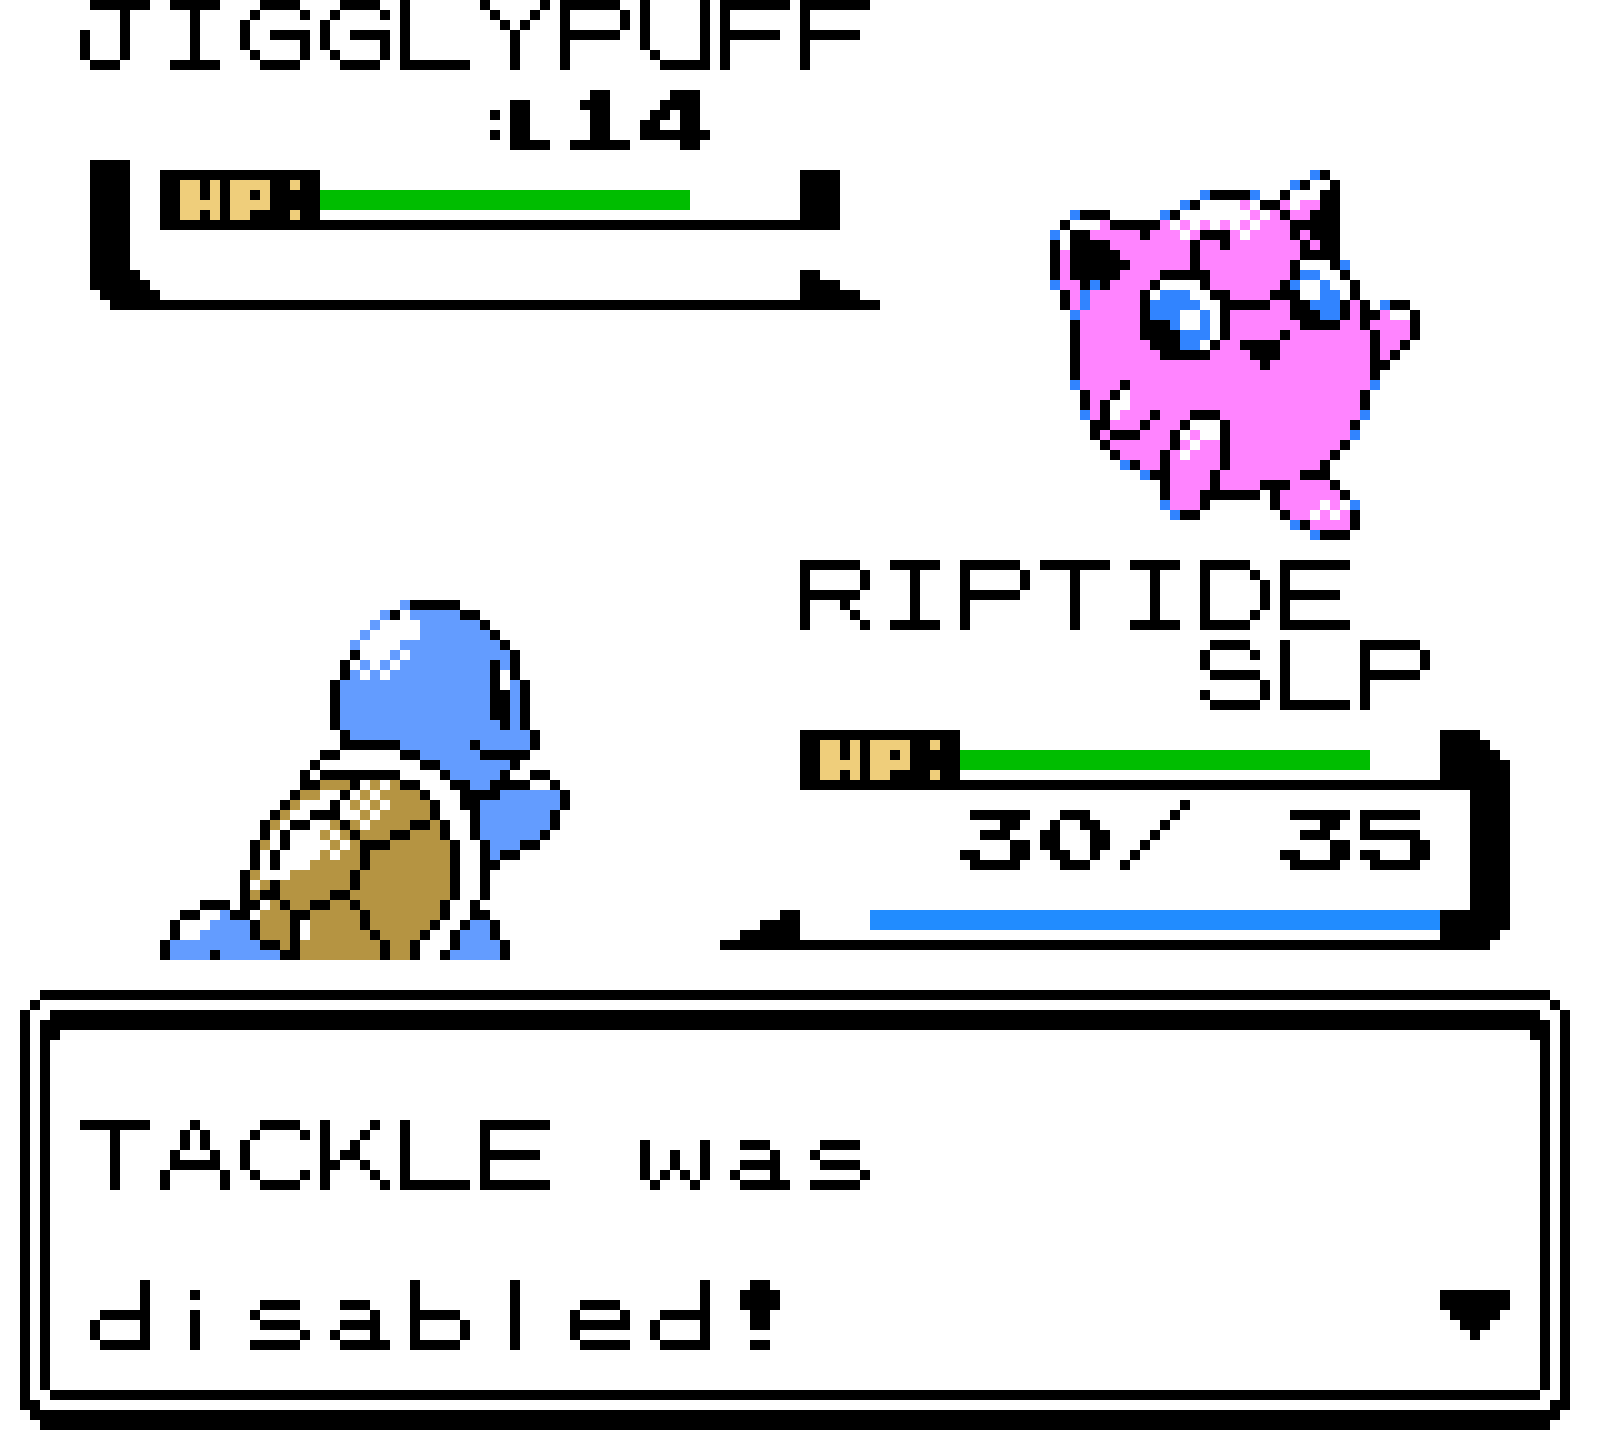 JIGGLYPUFF
:L14
HP:
RIPTIDE
SLP
HP:
30/ 35
TACKLE was
disabled!